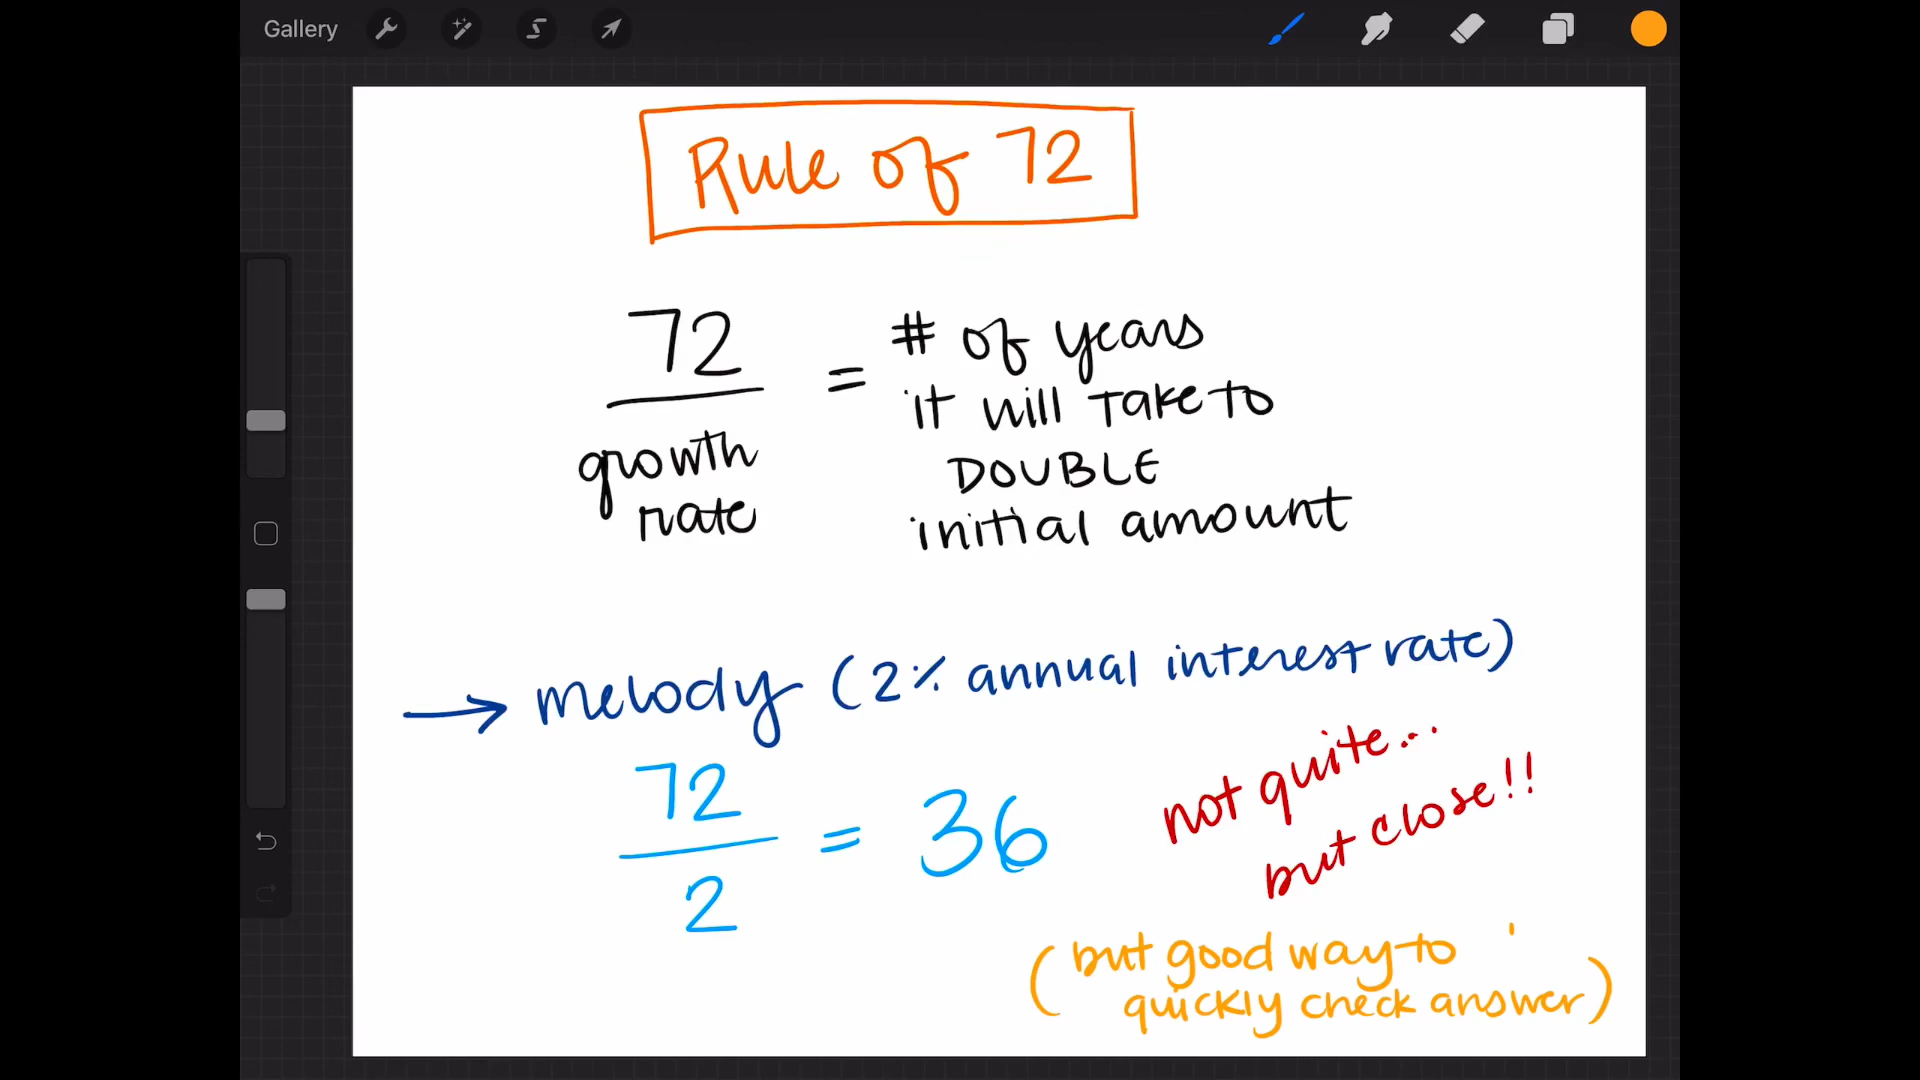 Gallery
Rule of 72
72
growth
rate
=
# of years
it will take to
DOUBLE
initial amount
→ melody (2% annual interest rate)
72
2
= 36
not quite...
but close!!
(but good way to
quickly check answer)